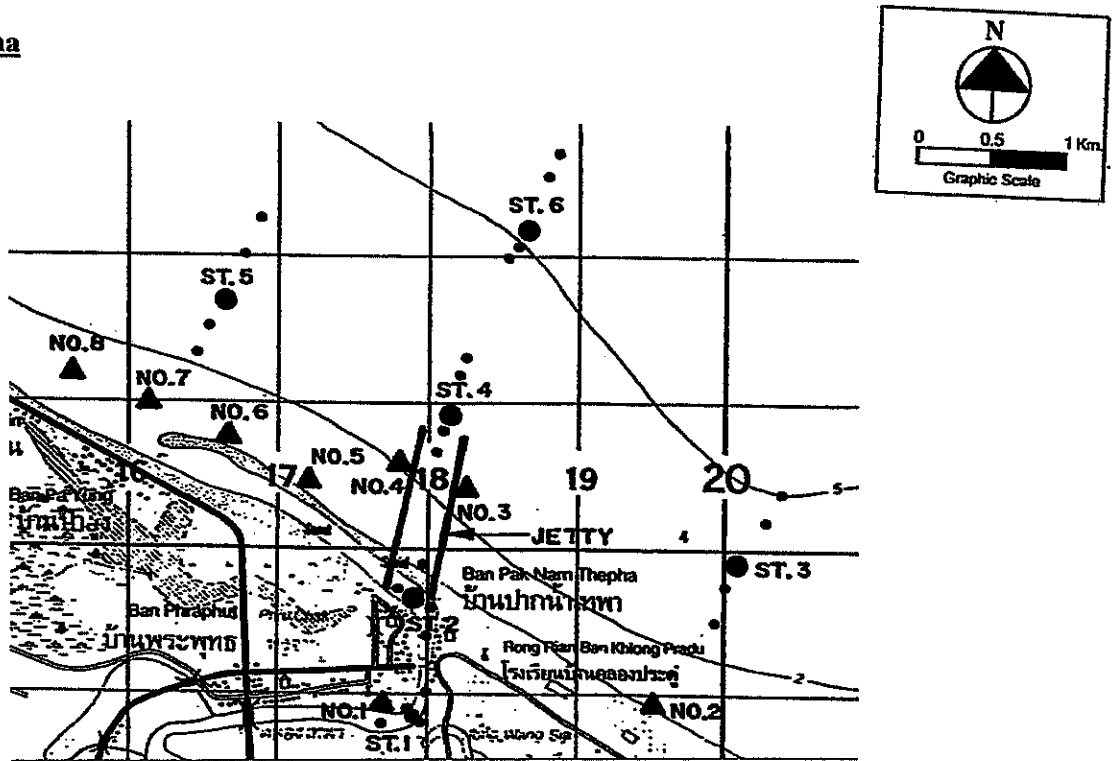 N
0 0.5 1 Km.
Graphic Scale
ST. 6
ST. 5
NO.8
NO.7
ST. 4
NO. 6
NO.5
16 17 18 19 20
NO.4
NO.3
5
JETTY
4
ST. 3
Ban Pak Nam Thepha
บ้านปากน้ำเทพา
ST. 2
Ban Phraphut
บ้านพระพุทธ
Rong Rian Ban Khlong Pradu
โรงเรียนบ้านคลองประดู่
2
NO.1
NO.2
ST.1